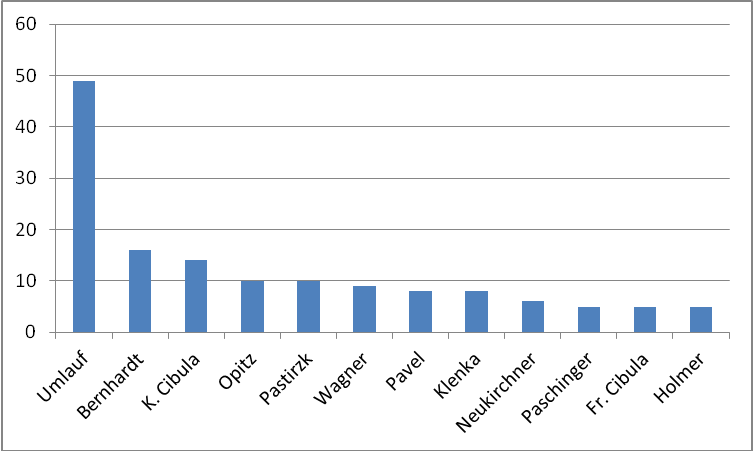 60
50
40
30
20
10
0
Umlauf
Bernhardt
K. Cibula
Opitz
Pastirzk
Wagner
Pavel
Klenka
Neukirchner
Paschinger
Fr. Cibula
Holmer